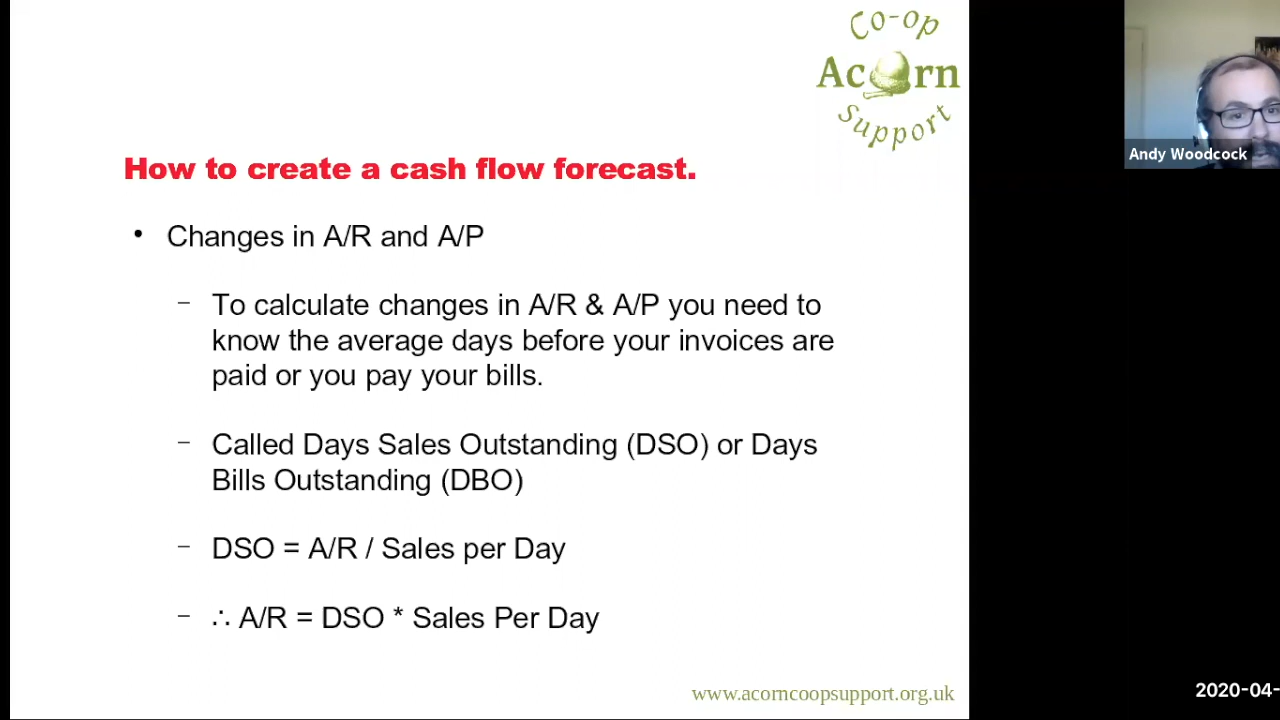 Co-op
Acorn
Support
Andy Woodcock
How to create a cash flow forecast.
• Changes in A/R and A/P
– To calculate changes in A/R & A/P you need to
know the average days before your invoices are
paid or you pay your bills.
– Called Days Sales Outstanding (DSO) or Days
Bills Outstanding (DBO)
– DSO = A/R / Sales per Day
– ∴ A/R = DSO * Sales Per Day
www.acorncoopsupport.org.uk
2020-04-